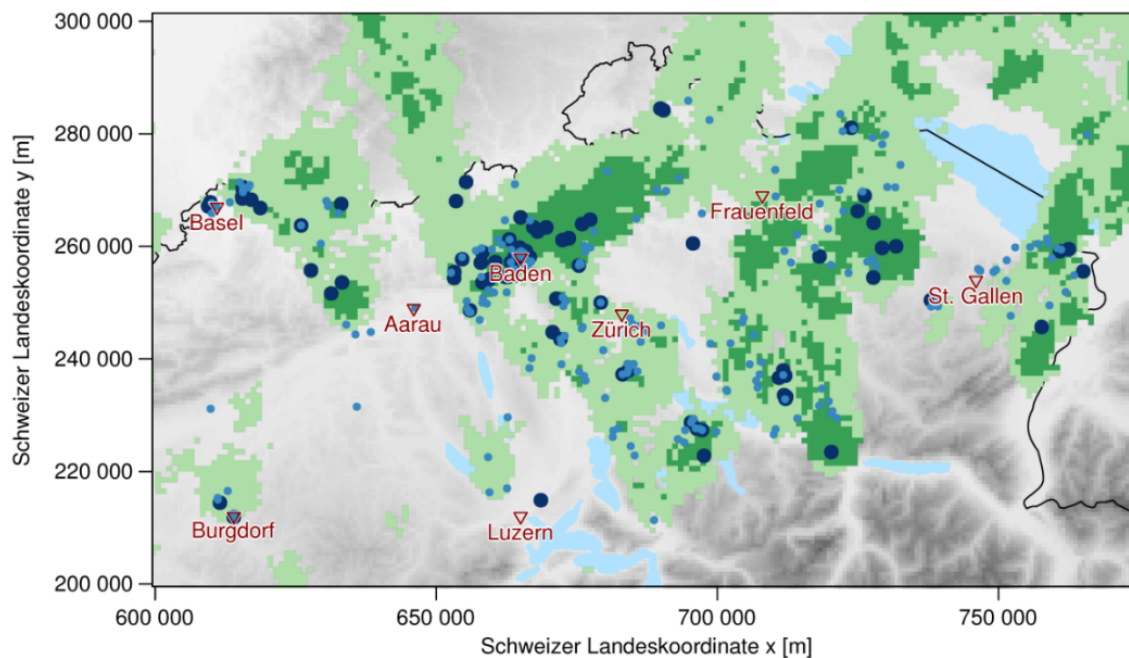 300 000
280 000
260 000
240 000
220 000
200 000
Schweizer Landeskoordinate y [m]
Basel
Frauenfeld
Baden
St. Gallen
Aarau
Zürich
Burgdorf
Luzern
600 000
650 000
700 000
750 000
Schweizer Landeskoordinate x [m]